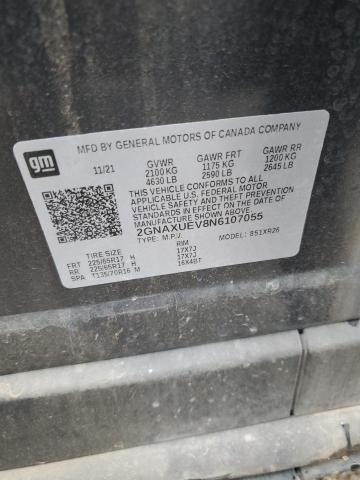 MFD BY GENERAL MOTORS OF CANADA COMPANY
gm
11/21 GVWR GAWR FRT GAWR RR
2100 KG 1175 KG 1200 KG
4630 LB 2590 LB 2645 LB
THIS VEHICLE CONFORMS TO ALL
APPLICABLE U.S. FEDERAL MOTOR
VEHICLE SAFETY AND THEFT PREVENTION
STANDARDS IN EFFECT ON THE DATE OF
MANUFACTURE SHOWN ABOVE.
2GNAXUEV8N6107055
TYPE: M.P.V. MODEL: 851XR26
TIRE SIZE RIM
FRT 225/65R17 H 17X7J
RR 225/65R17 H 17X7J
SPA T135/70R16 M 16X4BT